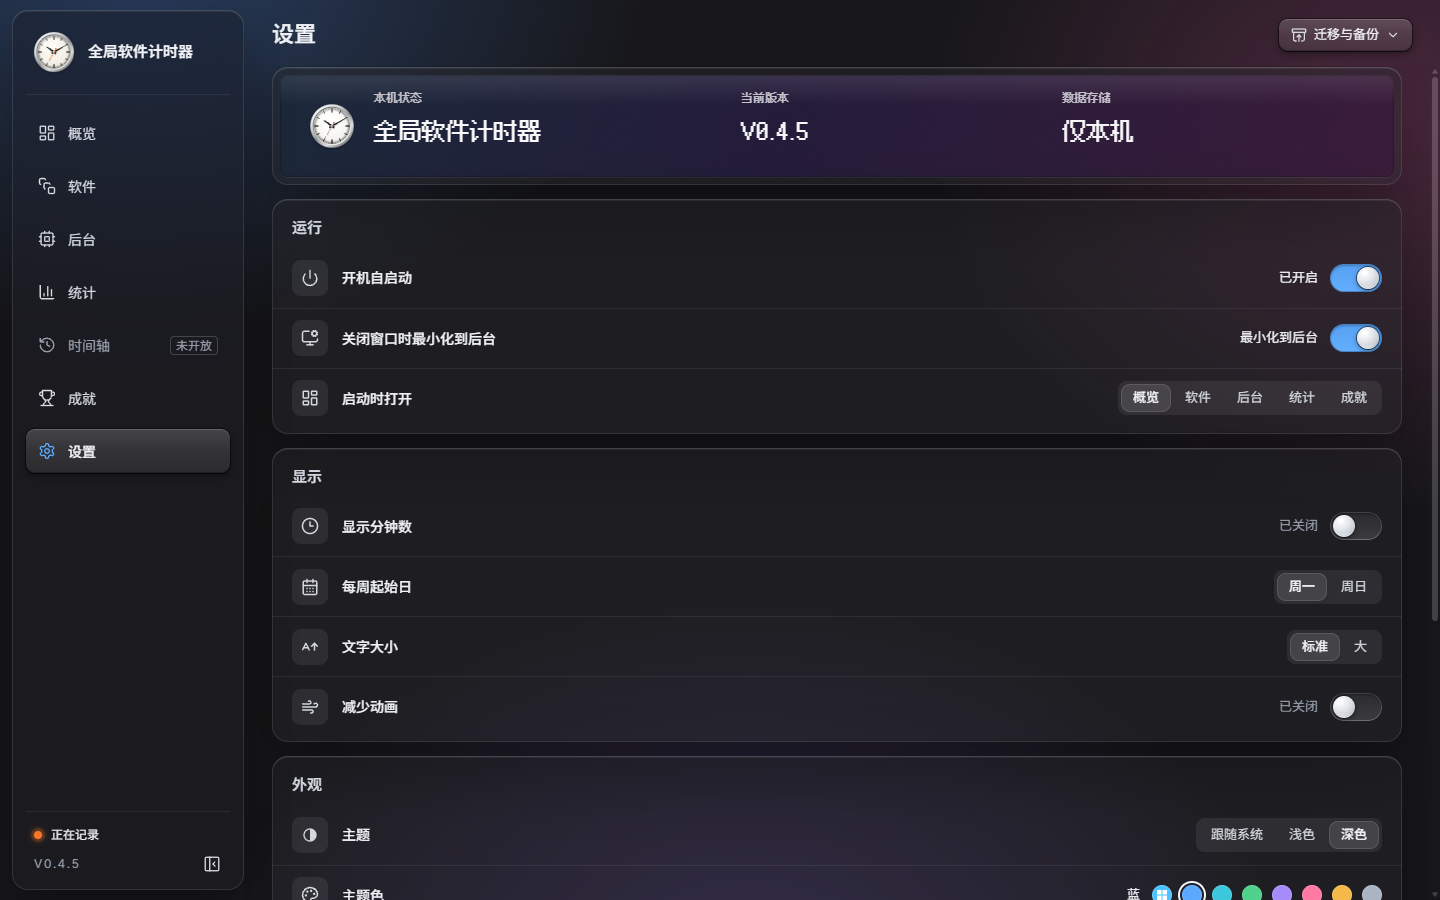 全局软件计时器
概览
软件
后台
统计
时间轴 未开放
成就
设置
正在记录
V0.4.5
设置
迁移与备份
本机状态
全局软件计时器
当前版本
V0.4.5
数据存储
仅本机
运行
开机自启动 已开启
关闭窗口时最小化到后台 最小化到后台
启动时打开 概览 软件 后台 统计 成就
显示
显示分钟数 已关闭
每周起始日 周一 周日
文字大小 标准 大
减少动画 已关闭
外观
主题 跟随系统 浅色 深色
主题色 蓝